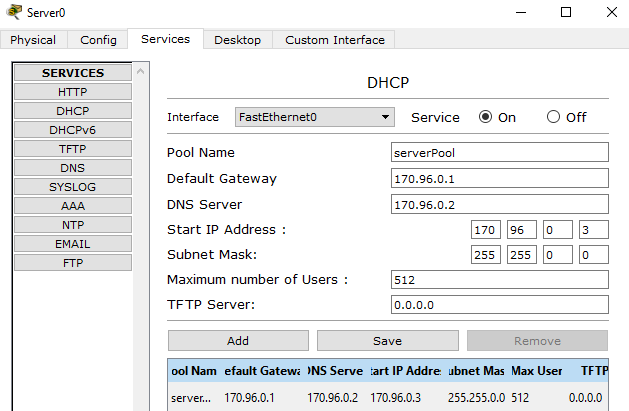 Server0
Physical Config Services Desktop Custom Interface
SERVICES
HTTP
DHCP
DHCPv6
TFTP
DNS
SYSLOG
AAA
NTP
EMAIL
FTP
DHCP
Interface FastEthernet0 Service On Off
Pool Name serverPool
Default Gateway 170.96.0.1
DNS Server 170.96.0.2
Start IP Address : 170 96 0 3
Subnet Mask: 255 255 0 0
Maximum number of Users : 512
TFTP Server: 0.0.0.0
Add Save Remove
ool Nam efault Gatewa DNS Serve tart IP Addres ubnet Mas Max User TFTP
server... 170.96.0.1 170.96.0.2 170.96.0.3 255.255.0.0 512 0.0.0.0